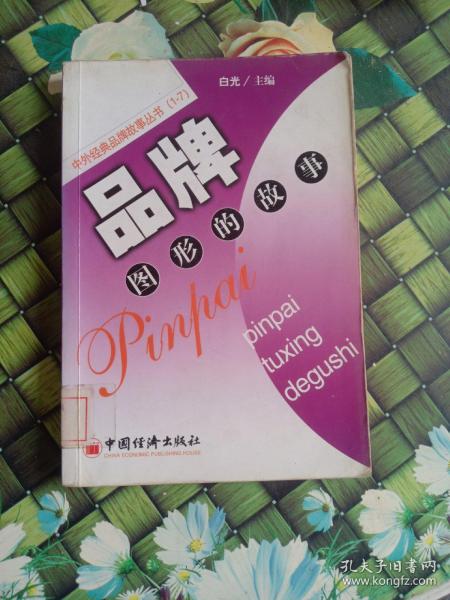 白光／主编
中外经典品牌故事丛书（1-7）
品牌
图形的故事
Pinpai
pinpai
tuxing
degushi
中国经济出版社
CHINA ECONOMIC PUBLISHING HOUSE
孔夫子旧书网
www.kongfz.com